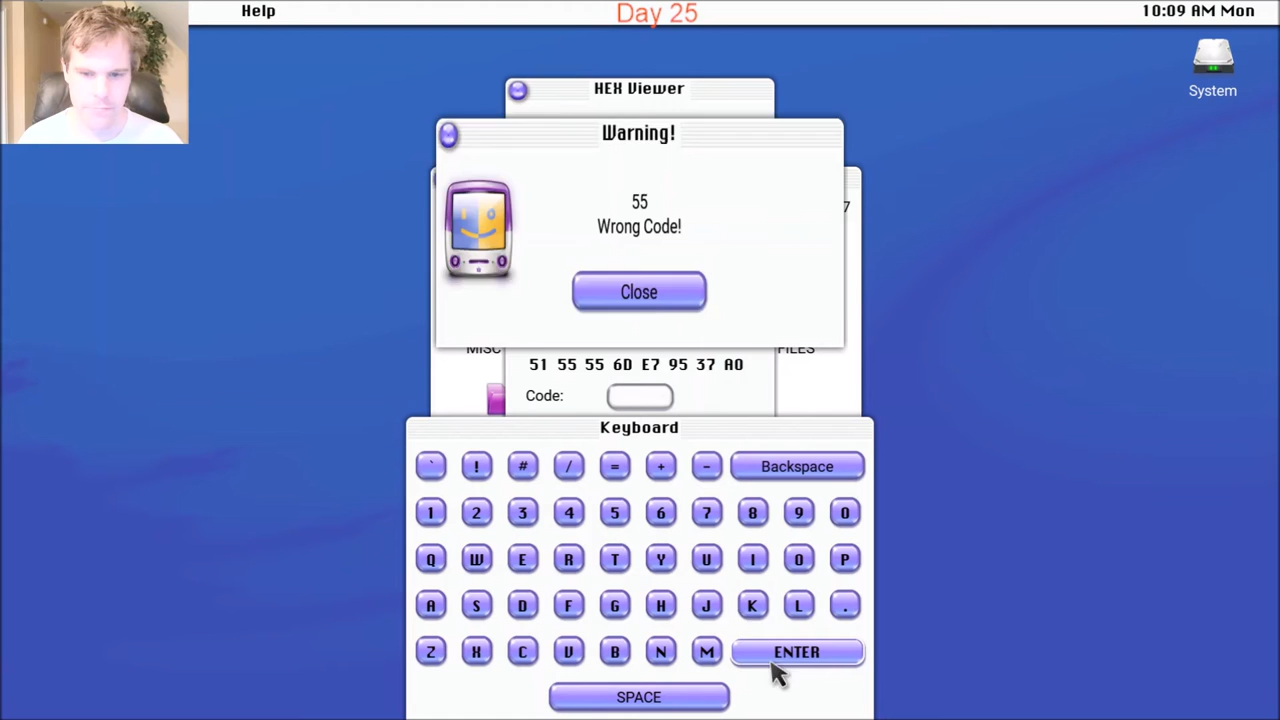 Help
Day 25
10:09 AM Mon
System
HEX Viewer
Warning!
7
55
Wrong Code!
Close
MISC
FILES
51 55 55 6D E7 95 37 A0
Code:
Keyboard
` ! # / = + - Backspace
1 2 3 4 5 6 7 8 9 0
Q W E R T Y U I O P
A S D F G H J K L .
Z X C V B N M ENTER
SPACE